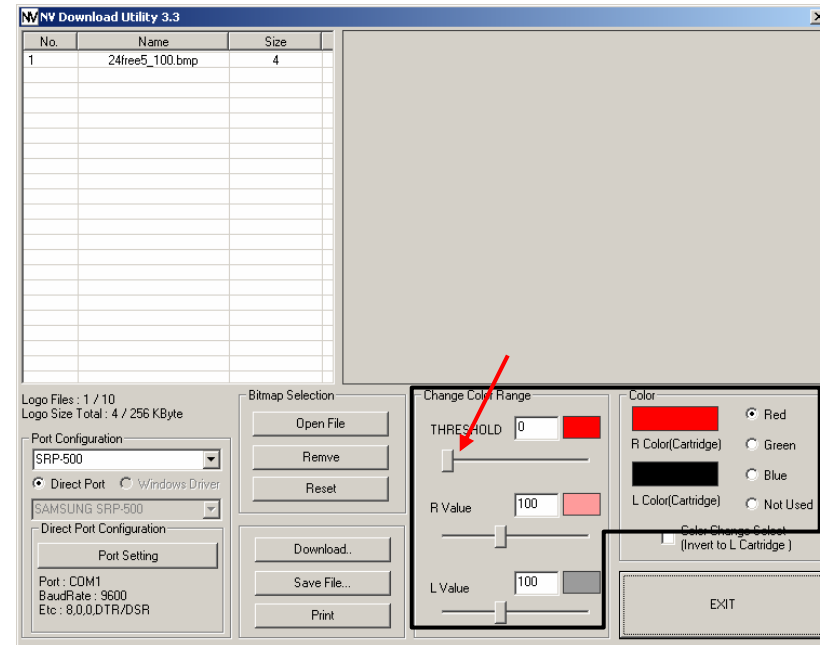 NV Download Utility 3.3
No. Name Size
1 24free5_100.bmp 4
Logo Files : 1 / 10
Logo Size Total : 4 / 256 KByte
Port Configuration
SRP-500
Direct Port Windows Driver
SAMSUNG SRP-500
Direct Port Configuration
Port Setting
Port : COM1
BaudRate : 9600
Etc : 8,0,0,DTR/DSR
Bitmap Selection
Open File
Remve
Reset
Download..
Save File...
Print
Change Color Range
THRESHOLD 0
R Value 100
L Value 100
Color
R Color(Cartridge)
L Color(Cartridge)
Red
Green
Blue
Not Used
Color Change Select
(Invert to L Cartridge )
EXIT